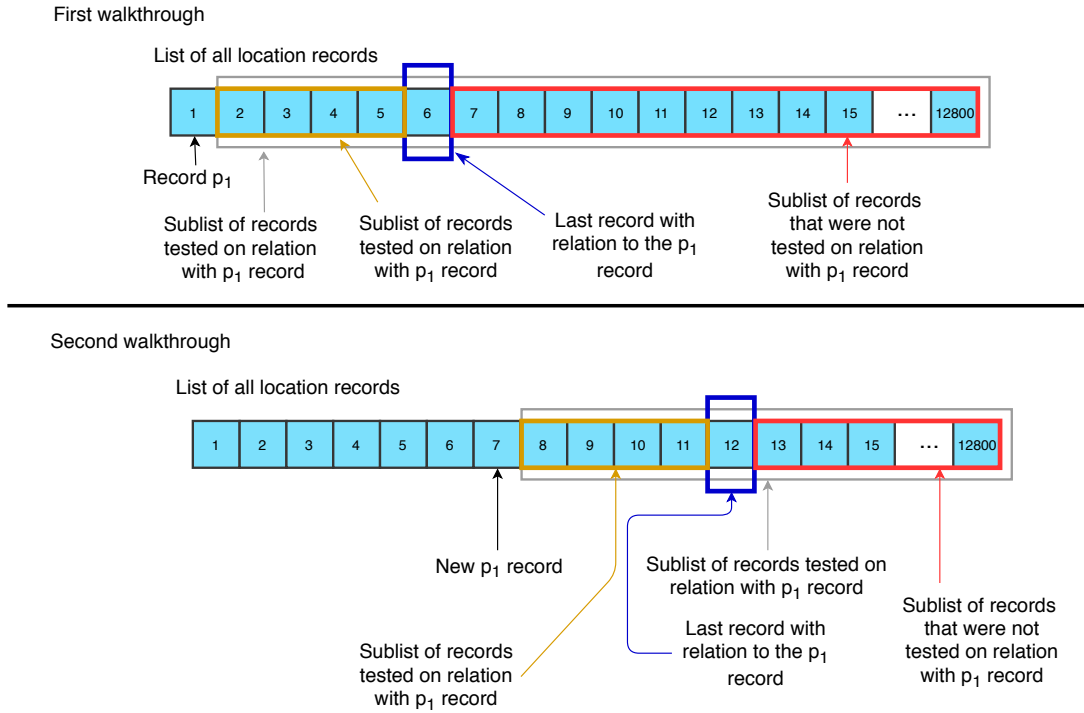 First walkthrough
List of all location records
1 2 3 4 5 6 7 8 9 10 11 12 13 14 15 ... 12800
Record p1
Sublist of records
tested on relation
with p1 record
Sublist of records
tested on relation
with p1 record
Last record with
relation to the p1
record
Sublist of records
that were not
tested on relation
with p1 record
Second walkthrough
List of all location records
1 2 3 4 5 6 7 8 9 10 11 12 13 14 15 ... 12800
New p1 record
Sublist of records
tested on relation
with p1 record
Sublist of records tested on
relation with p1 record
Last record with
relation to the p1
record
Sublist of records
that were not
tested on relation
with p1 record